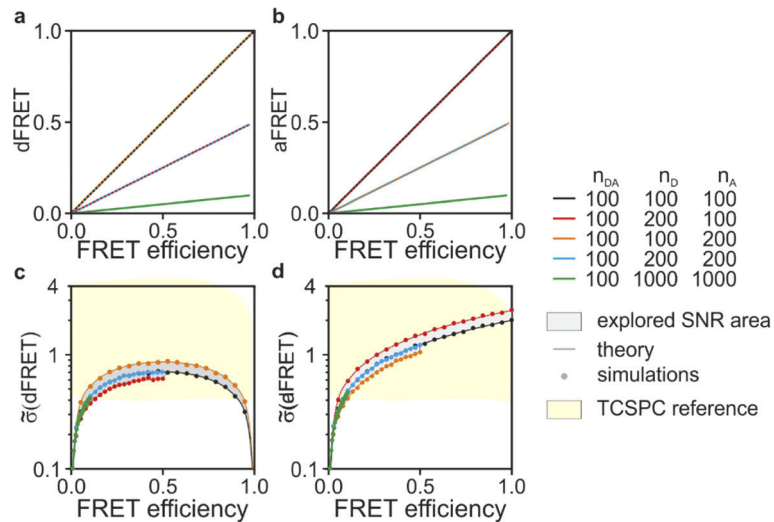 a
1.0
dFRET
0.5
0.0
0.0 0.5 1.0
FRET efficiency
b
1.0
aFRET
0.5
0.0
0.0 0.5 1.0
FRET efficiency
c
4
σ̃(dFRET)
1
0.1
0.0 0.5 1.0
FRET efficiency
d
4
σ̃(dFRET)
1
0.1
0.0 0.5 1.0
FRET efficiency
n_DA n_D n_A
100 100 100
100 200 100
100 100 200
100 200 200
100 1000 1000
explored SNR area
theory
simulations
TCSPC reference